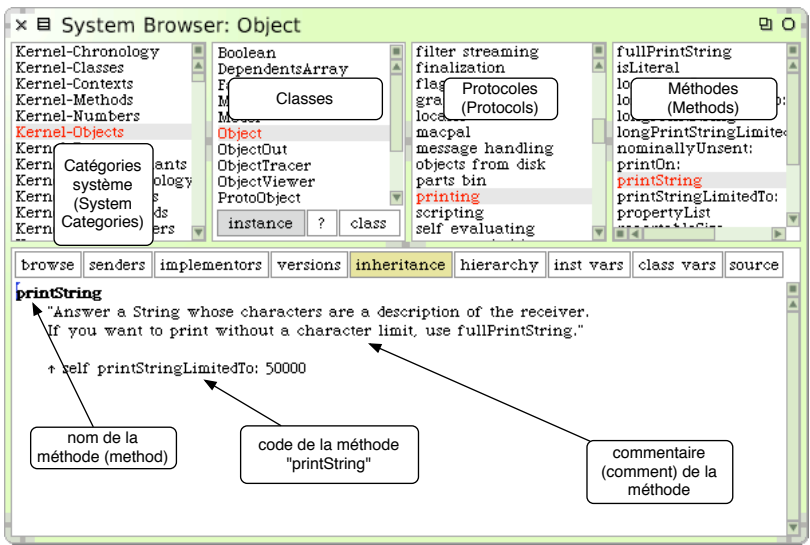 System Browser: Object
Kernel-Chronology
Kernel-Classes
Kernel-Contexts
Kernel-Methods
Kernel-Numbers
Kernel-Objects
Catégories
système
(System
Categories)
Boolean
DependentsArray
Classes
Object
ObjectOut
ObjectTracer
ObjectViewer
ProtoObject
instance ? class
filter streaming
finalization
Protocoles
(Protocols)
macpal
message handling
objects from disk
parts bin
printing
scripting
self evaluating
fullPrintString
isLiteral
Méthodes
(Methods)
longPrintStringLimited
nominallyUnsent:
printOn:
printString
printStringLimitedTo:
propertyList
browse senders implementors versions inheritance hierarchy inst vars class vars source
printString
"Answer a String whose characters are a description of the receiver.
If you want to print without a character limit, use fullPrintString."
↑ self printStringLimitedTo: 50000
nom de la
méthode (method)
code de la méthode
"printString"
commentaire
(comment) de la
méthode